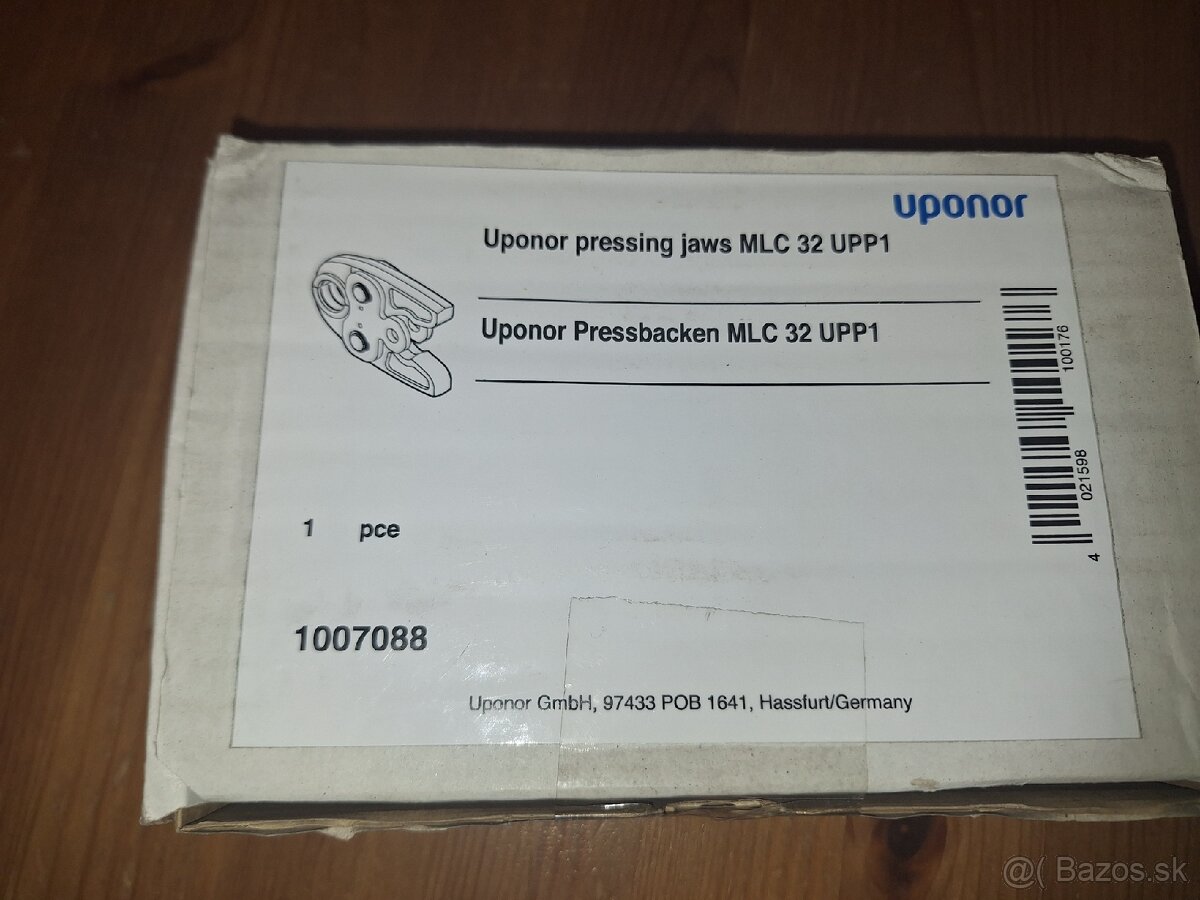 uponor
Uponor pressing jaws MLC 32 UPP1
Uponor Pressbacken MLC 32 UPP1
4 021598 100176
1 pce
1007088
Uponor GmbH, 97433 POB 1641, Hassfurt/Germany
@( Bazos.sk